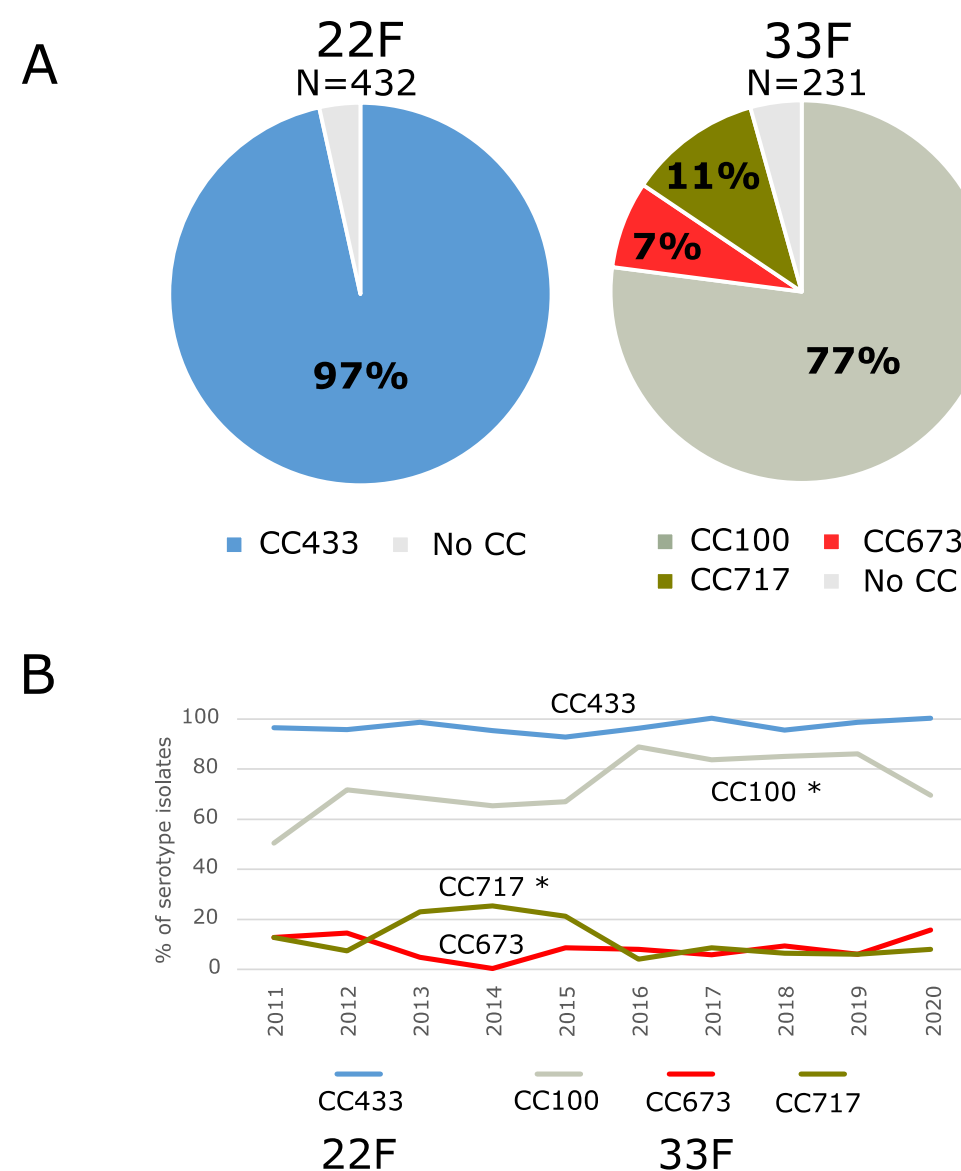 A
22F
N=432
33F
N=231
97%
11%
7%
77%
CC433
No CC
CC100
CC673
CC717
No CC
B
% of serotype isolates
100
80
60
40
20
0
CC433
CC100 *
CC717 *
CC673
2011
2012
2013
2014
2015
2016
2017
2018
2019
2020
CC433
CC100
CC673
CC717
22F
33F